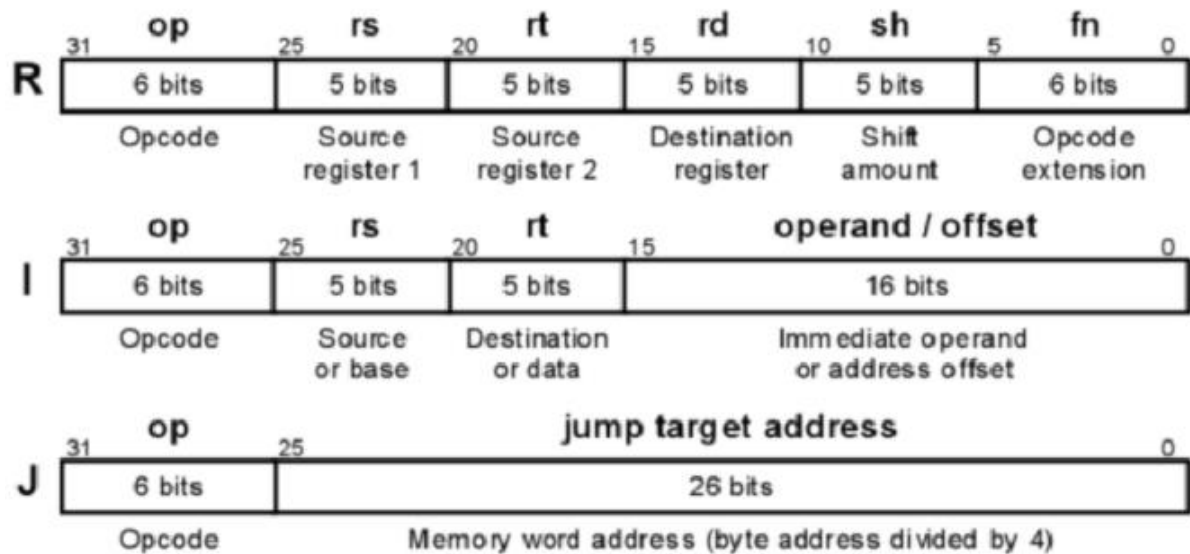 op rs rt rd sh fn
31 25 20 15 10 5 0
R 6 bits 5 bits 5 bits 5 bits 5 bits 6 bits
Opcode Source Source Destination Shift Opcode
register 1 register 2 register amount extension
op rs rt operand / offset
31 25 20 15 0
I 6 bits 5 bits 5 bits 16 bits
Opcode Source Destination Immediate operand
or base or data or address offset
op jump target address
31 25 0
J 6 bits 26 bits
Opcode Memory word address (byte address divided by 4)